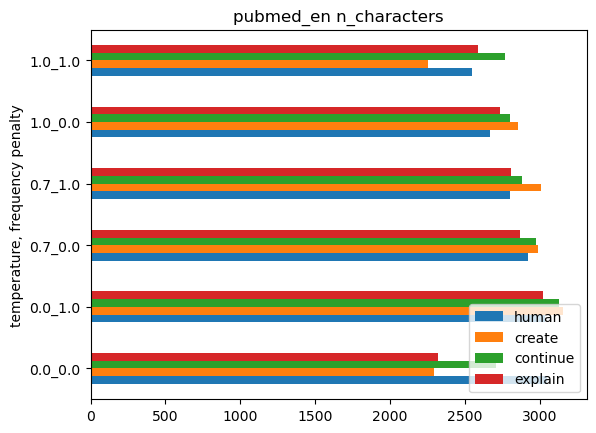 pubmed_en n_characters
temperature, frequency penalty
1.0_1.0
1.0_0.0
0.7_1.0
0.7_0.0
0.0_1.0
0.0_0.0
human
create
continue
explain
0 500 1000 1500 2000 2500 3000